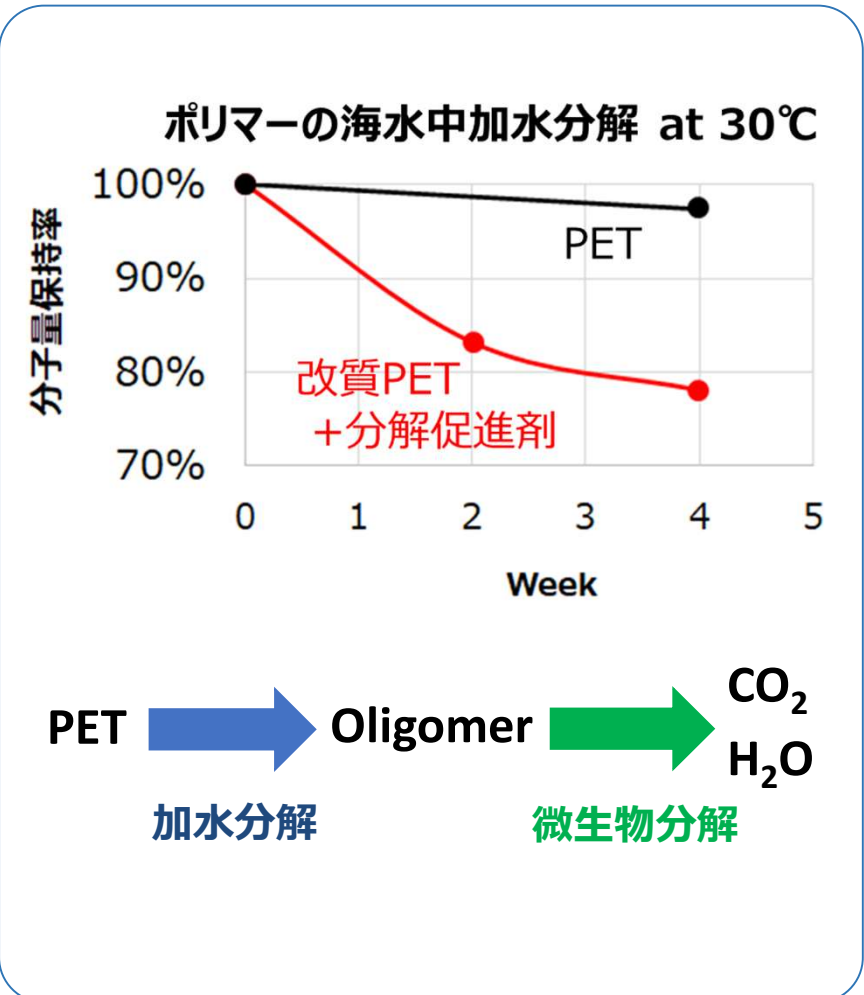 ポリマーの海水中加水分解 at 30℃
分子量保持率
100%
90%
80%
70%
PET
改質PET
+分解促進剤
0 1 2 3 4 5
Week
PET
加水分解
Oligomer
微生物分解
CO₂
H₂O